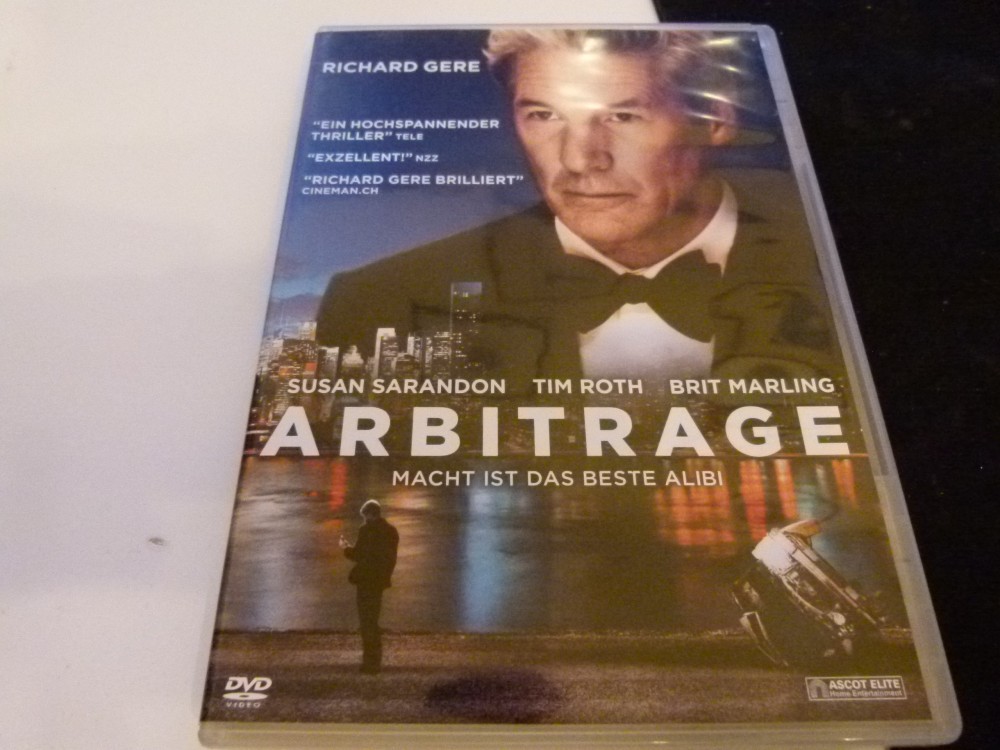 RICHARD GERE
"EIN HOCHSPANNENDER
THRILLER" TELE
"EXZELLENT!" NZZ
"RICHARD GERE BRILLIERT"
CINEMAN.CH
SUSAN SARANDON TIM ROTH BRIT MARLING
ARBITRAGE
MACHT IST DAS BESTE ALIBI
DVD
VIDEO
ASCOT ELITE
Home Entertainment